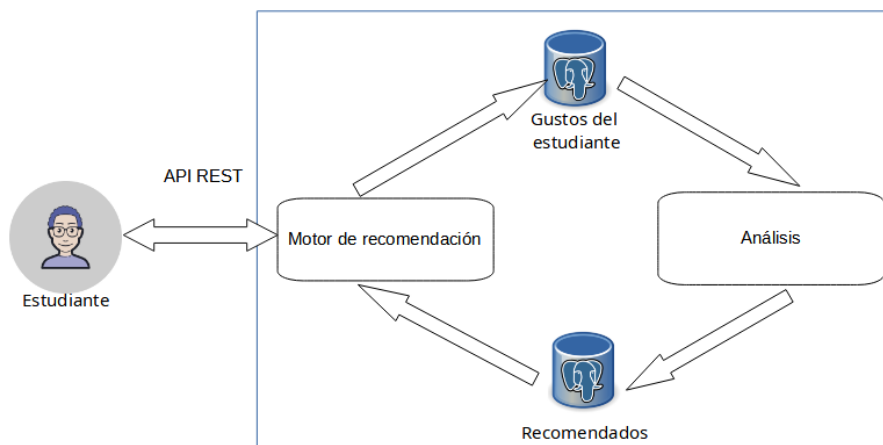 Gustos del
estudiante
API REST
Motor de recomendación
Análisis
Estudiante
Recomendados